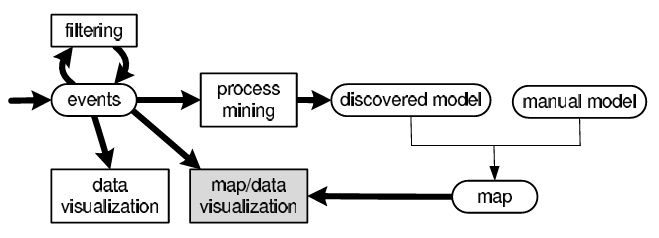 filtering
events
process
mining
discovered model
manual model
data
visualization
map/data
visualization
map